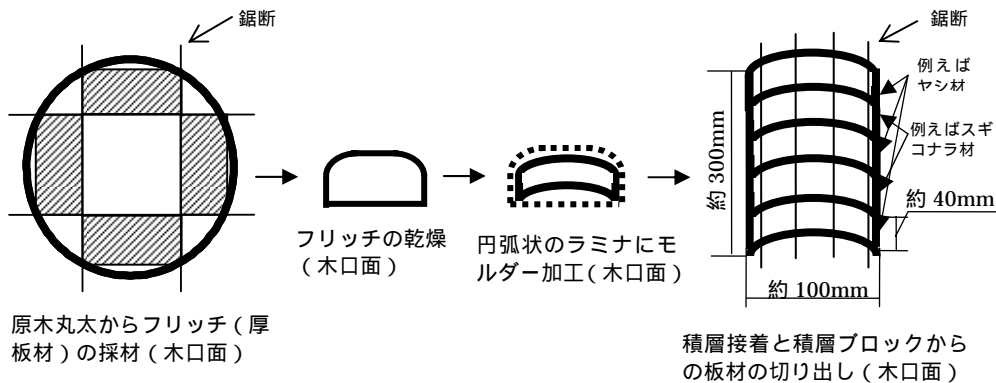 鋸断
原木丸太からフリッチ(厚
板材)の採材(木口面)
フリッチの乾燥
(木口面)
円弧状のラミナにモ
ルダー加工(木口面)
鋸断
例えば
ヤシ材
例えばスギ
コナラ材
約 300mm
約 40mm
約 100mm
積層接着と積層ブロックから
の板材の切り出し(木口面)